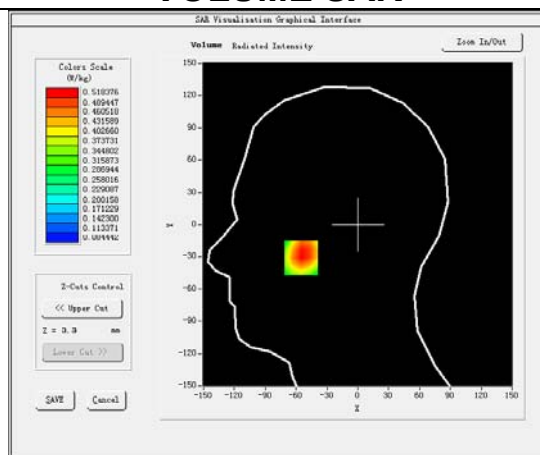 VOLUME SAR
SAR Visualisation Graphical Interface
Volume Radiated Intensity
Zoom In/Out
Colors Scale
(W/kg)
0.518376
0.489447
0.460518
0.431589
0.402660
0.373731
0.344802
0.315873
0.286944
0.258016
0.229087
0.200158
0.171229
0.142300
0.113371
0.084442
150
120
90
60
30
0
-30
-60
-90
-120
-150
Y
-150 -120 -90 -60 -30 0 30 60 90 120 150
X
Z-Cuts Control
<< Upper Cut
Z = 3.3 mm
Lower Cut >>
SAVE
Cancel